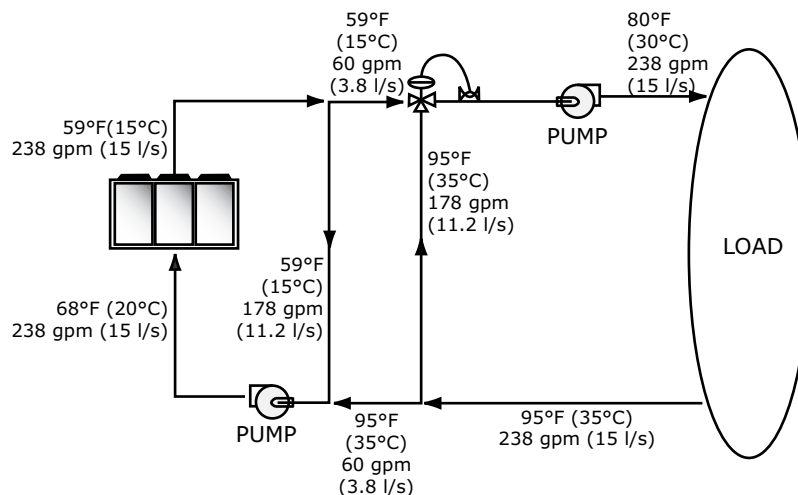 59°F
(15°C)
60 gpm
(3.8 l/s)
80°F
(30°C)
238 gpm
(15 l/s)
PUMP
59°F(15°C)
238 gpm (15 l/s)
95°F
(35°C)
178 gpm
(11.2 l/s)
LOAD
59°F
(15°C)
178 gpm
(11.2 l/s)
68°F (20°C)
238 gpm (15 l/s)
PUMP
95°F
(35°C)
60 gpm
(3.8 l/s)
95°F (35°C)
238 gpm (15 l/s)